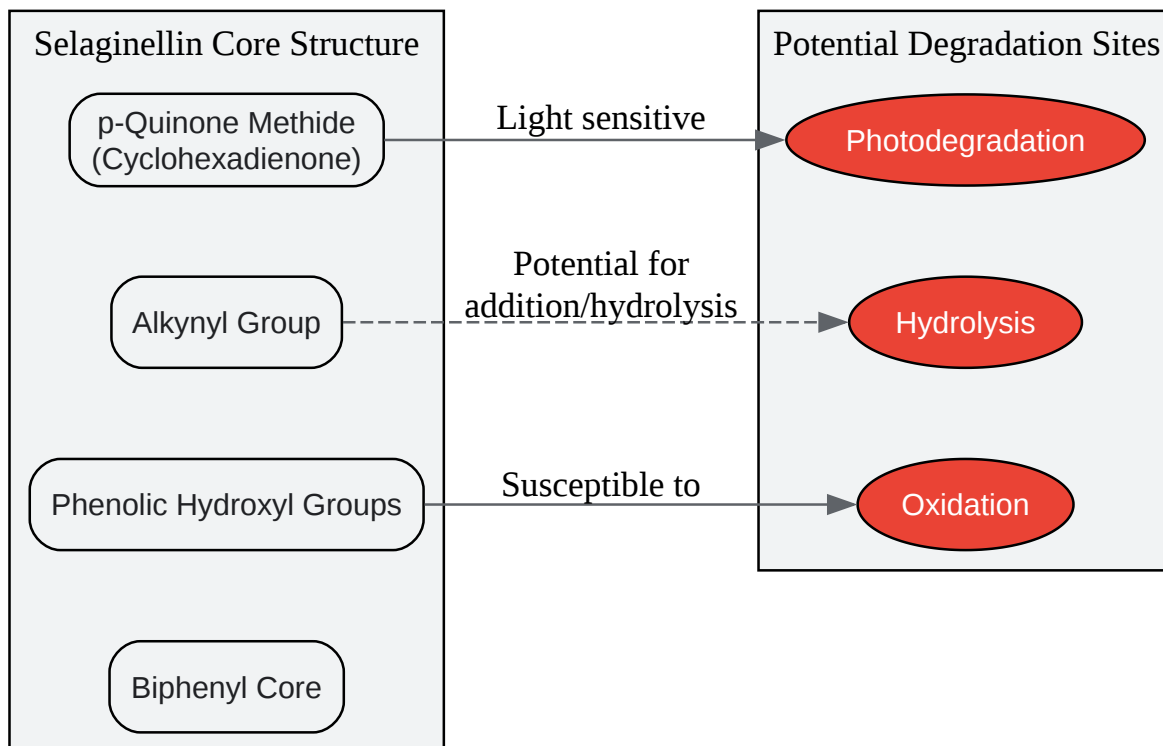 Selaginellin Core Structure
Potential Degradation Sites
p-Quinone Methide
(Cyclohexadienone)
Light sensitive
Photodegradation
Alkynyl Group
Potential for
addition/hydrolysis
Hydrolysis
Phenolic Hydroxyl Groups
Susceptible to
Oxidation
Biphenyl Core